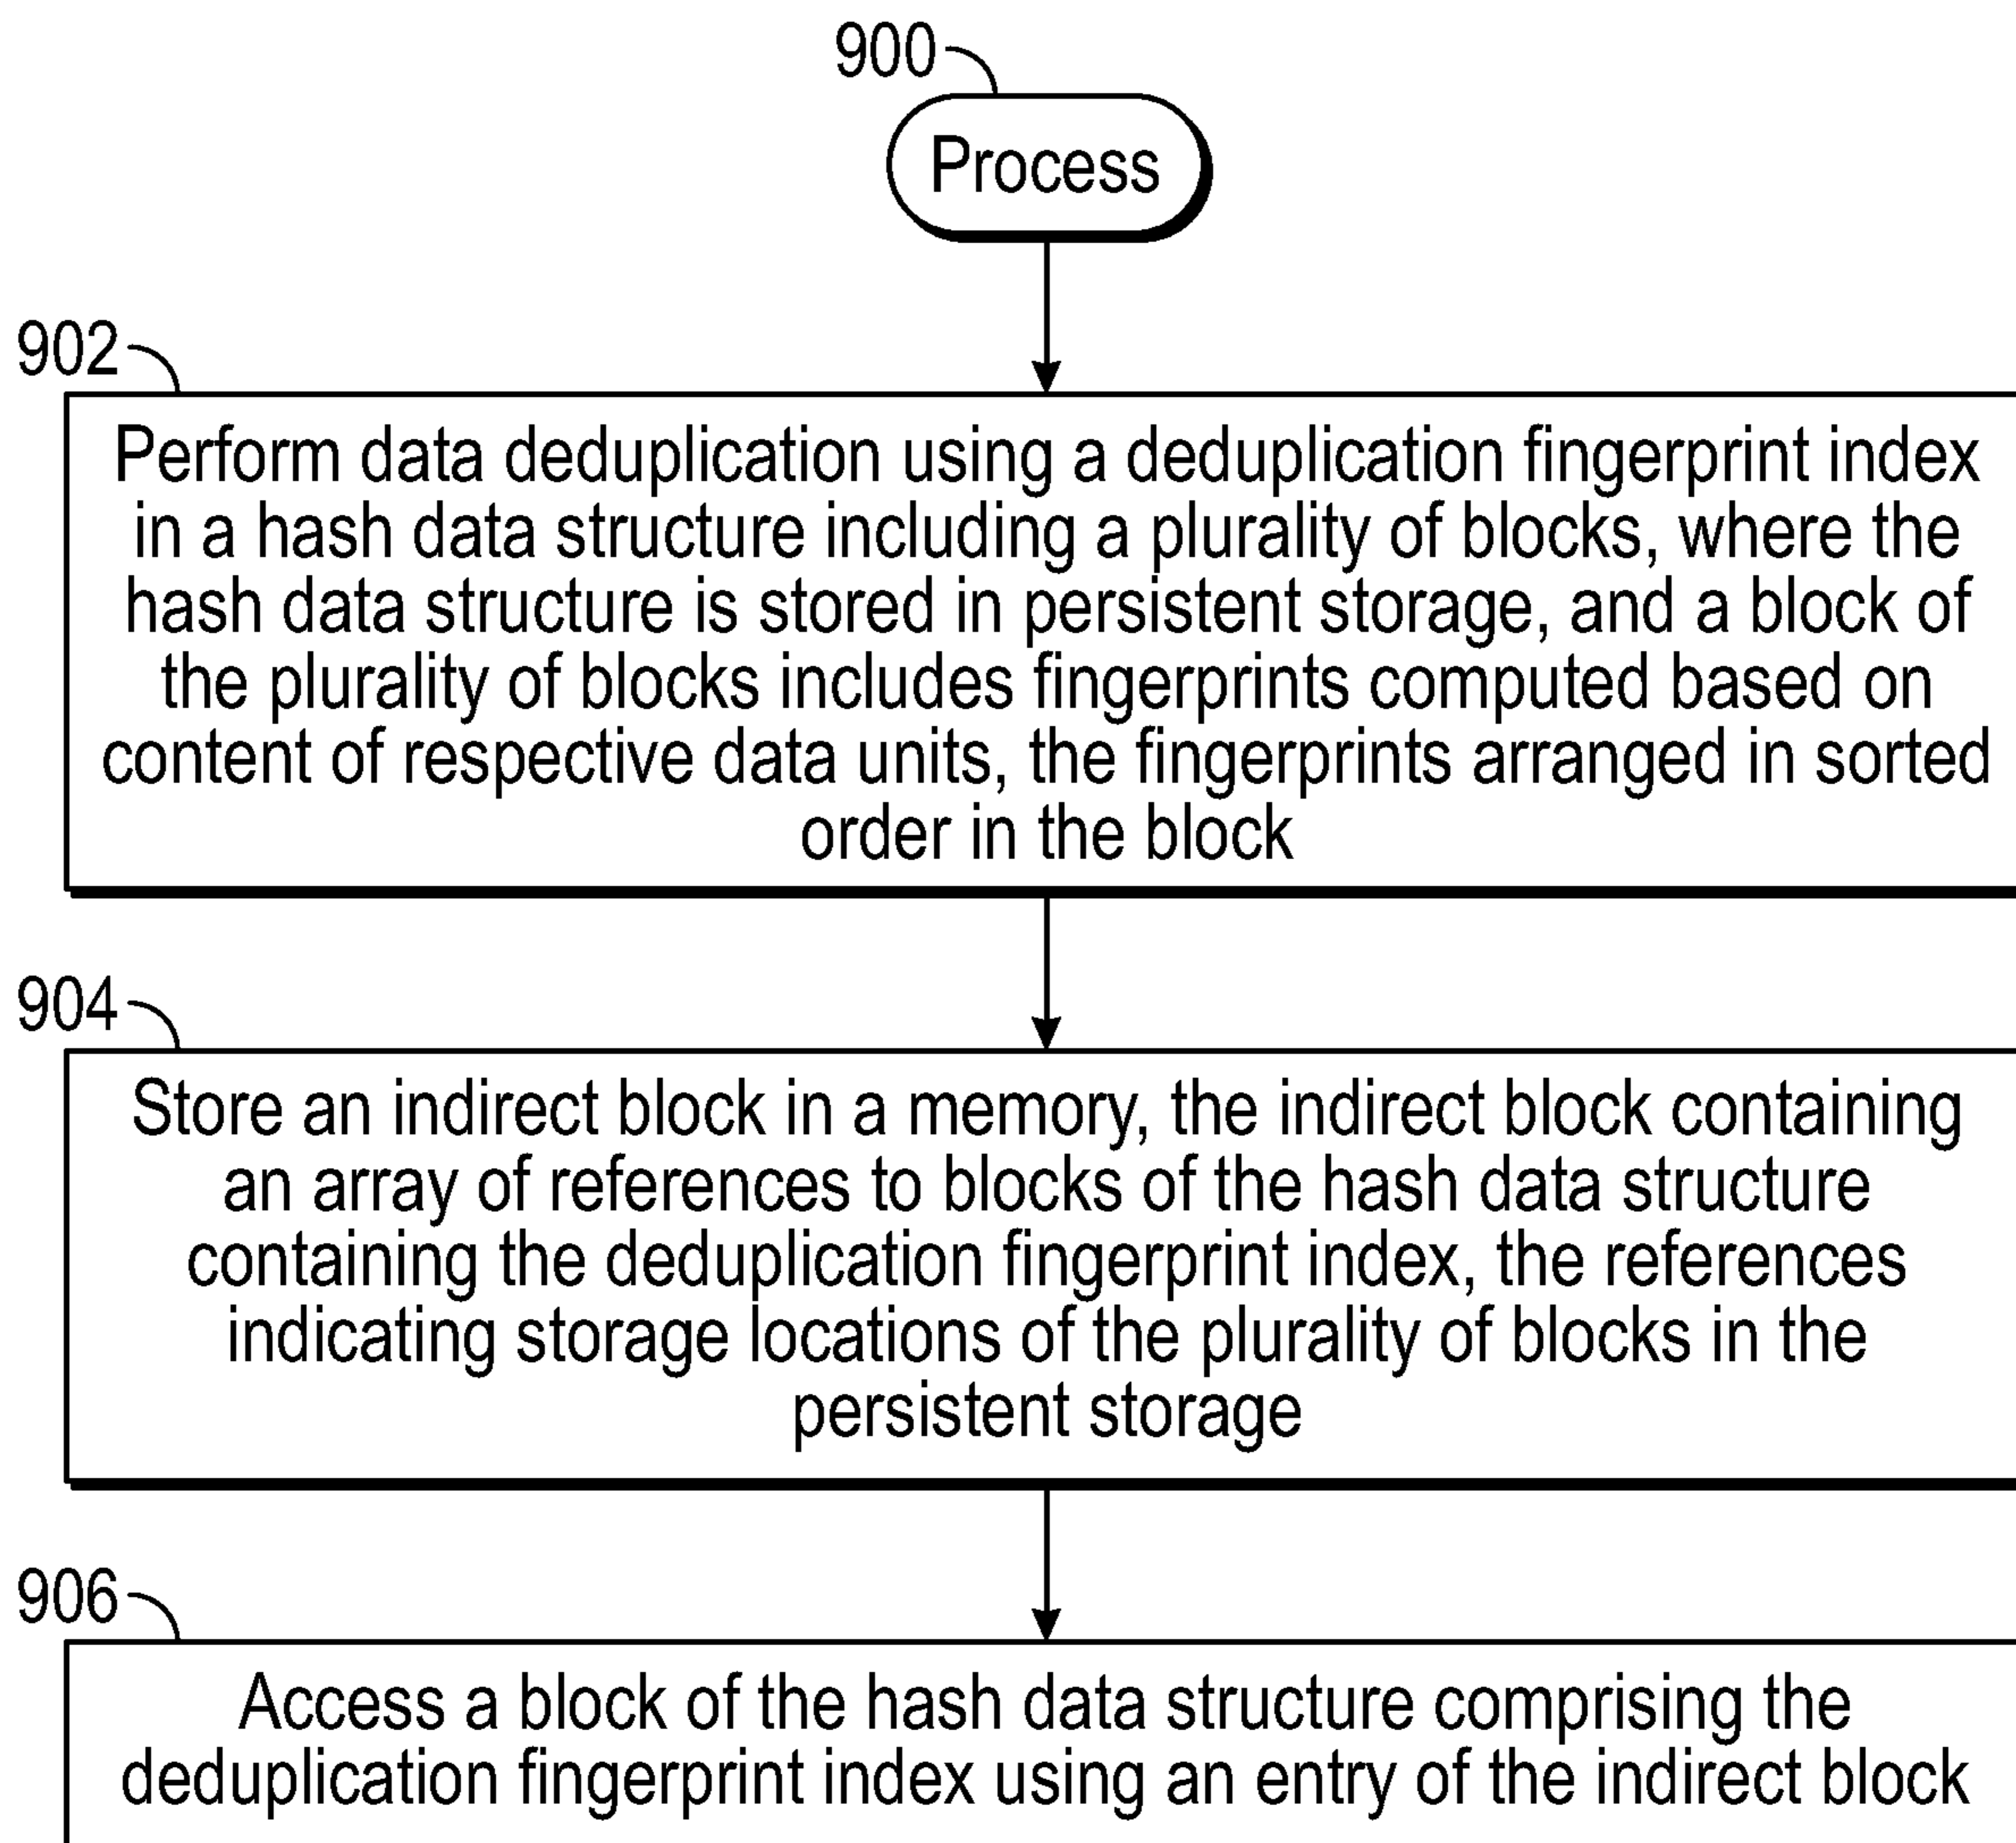 900
Process
902
Perform data deduplication using a deduplication fingerprint index
in a hash data structure including a plurality of blocks, where the
hash data structure is stored in persistent storage, and a block of
the plurality of blocks includes fingerprints computed based on
content of respective data units, the fingerprints arranged in sorted
order in the block
904
Store an indirect block in a memory, the indirect block containing
an array of references to blocks of the hash data structure
containing the deduplication fingerprint index, the references
indicating storage locations of the plurality of blocks in the
persistent storage
906
Access a block of the hash data structure comprising the
deduplication fingerprint index using an entry of the indirect block